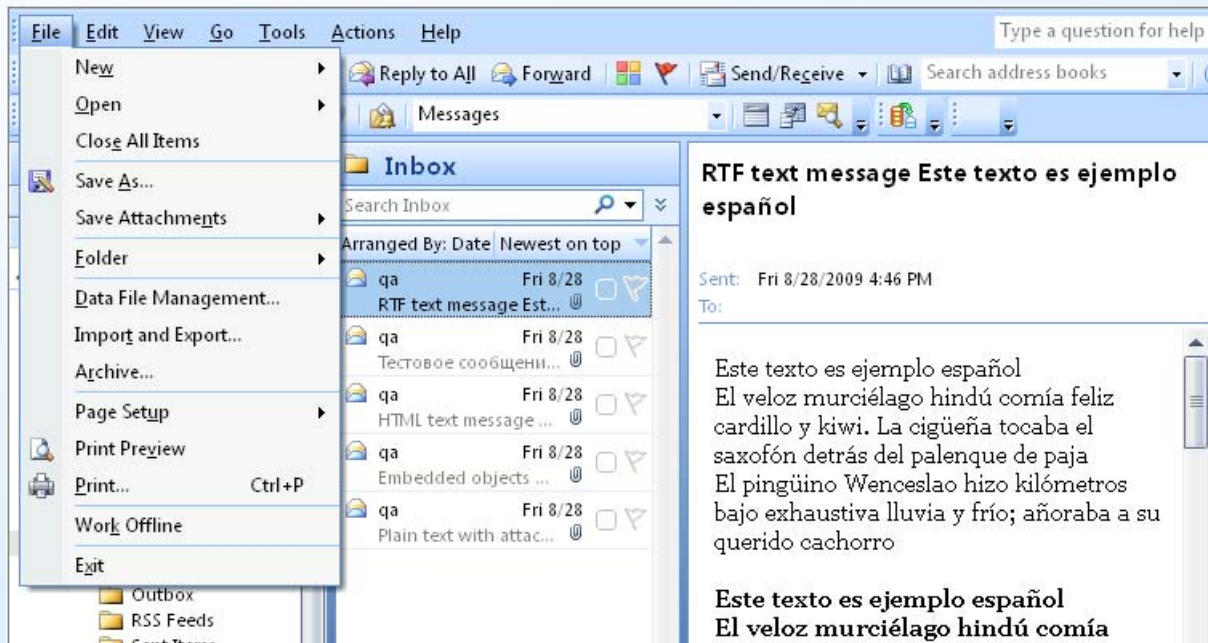 File Edit View Go Tools Actions Help
Type a question for help
Reply to All Forward Send/Receive Search address books
Messages
New
Open
Close All Items
Save As...
Save Attachments
Folder
Data File Management...
Import and Export...
Archive...
Page Setup
Print Preview
Print... Ctrl+P
Work Offline
Exit
Outbox
RSS Feeds
Sent Items
Inbox
Search Inbox
Arranged By: Date Newest on top
qa Fri 8/28
RTF text message Est...
qa Fri 8/28
Тестовое сообщени...
qa Fri 8/28
HTML text message ...
qa Fri 8/28
Embedded objects ...
qa Fri 8/28
Plain text with attac...
RTF text message Este texto es ejemplo
español
Sent: Fri 8/28/2009 4:46 PM
To:
Este texto es ejemplo español
El veloz murciélago hindú comía feliz
cardillo y kiwi. La cigüeña tocaba el
saxofón detrás del palenque de paja
El pingüino Wenceslao hizo kilómetros
bajo exhaustiva lluvia y frío; añoraba a su
querido cachorro
Este texto es ejemplo español
El veloz murciélago hindú comía